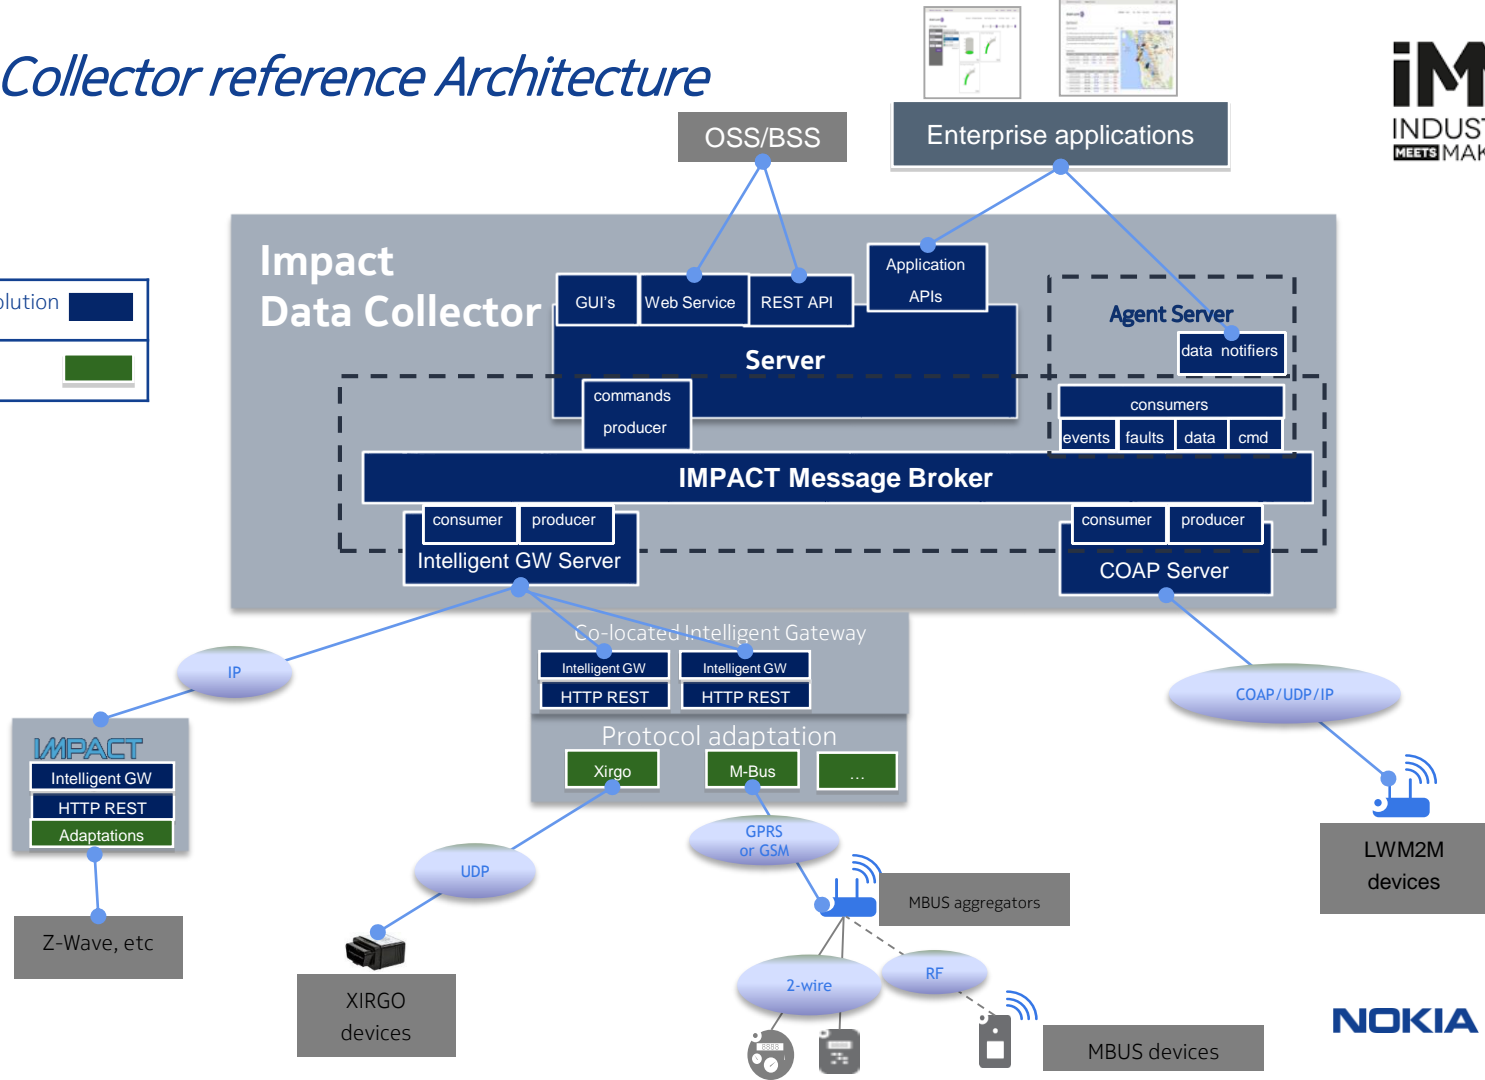 Collector reference Architecture
iM
INDUST
MEETS MAK
OSS/BSS
Enterprise applications
Impact
Data Collector
olution
GUI's
Web Service
REST API
Application
APIs
Server
Agent Server
data notifiers
commands
producer
consumers
events
faults
data
cmd
IMPACT Message Broker
consumer
producer
Intelligent GW Server
consumer
producer
COAP Server
Co-located Intelligent Gateway
Intelligent GW
HTTP REST
Intelligent GW
HTTP REST
Protocol adaptation
Xirgo
M-Bus
...
IP
IMPACT
Intelligent GW
HTTP REST
Adaptations
Z-Wave, etc
UDP
XIRGO
devices
GPRS
or GSM
MBUS aggregators
2-wire
RF
8888
MBUS devices
COAP/UDP/IP
LWM2M
devices
NOKIA